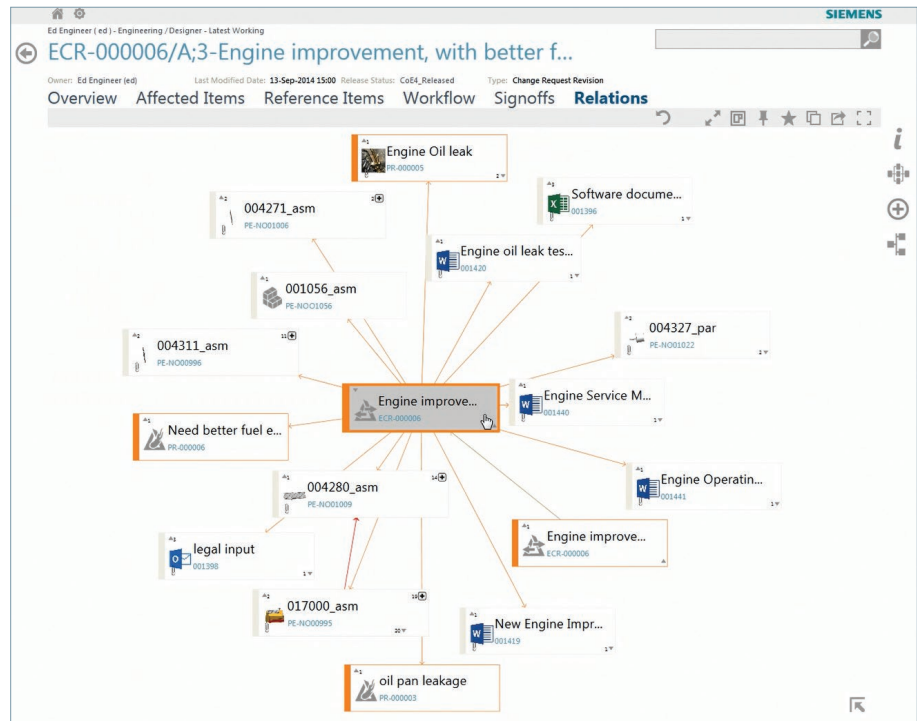 SIEMENS
Ed Engineer ( ed ) - Engineering / Designer - Latest Working
ECR-000006/A;3-Engine improvement, with better f...
Owner: Ed Engineer (ed) Last Modified Date: 13-Sep-2014 15:00 Release Status: CoE4_Released Type: Change Request Revision
Overview Affected Items Reference Items Workflow Signoffs Relations
Engine Oil leak
PR-000005
Software docume...
001396
004271_asm
PE-NO01006
Engine oil leak tes...
001420
001056_asm
PE-NOO1056
004327_par
PE-NO01022
004311_asm
PE-NO00996
Engine improve...
ECR-000006
Engine Service M...
001440
Need better fuel e...
PR-000006
004280_asm
PE-NO01009
Engine Operatin...
001441
Engine improve...
ECR-000006
legal input
001398
017000_asm
PE-NO00995
New Engine Impr...
001419
oil pan leakage
PR-000003